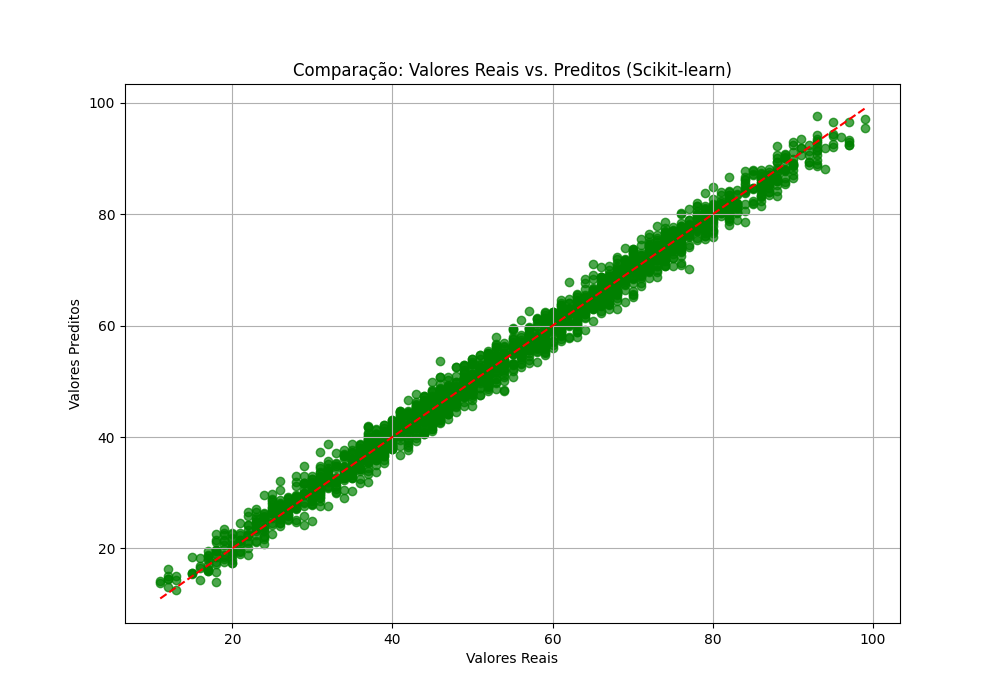 Comparação: Valores Reais vs. Preditos (Scikit-learn)
Valores Preditos
100
80
60
40
20
20 40 60 80 100
Valores Reais